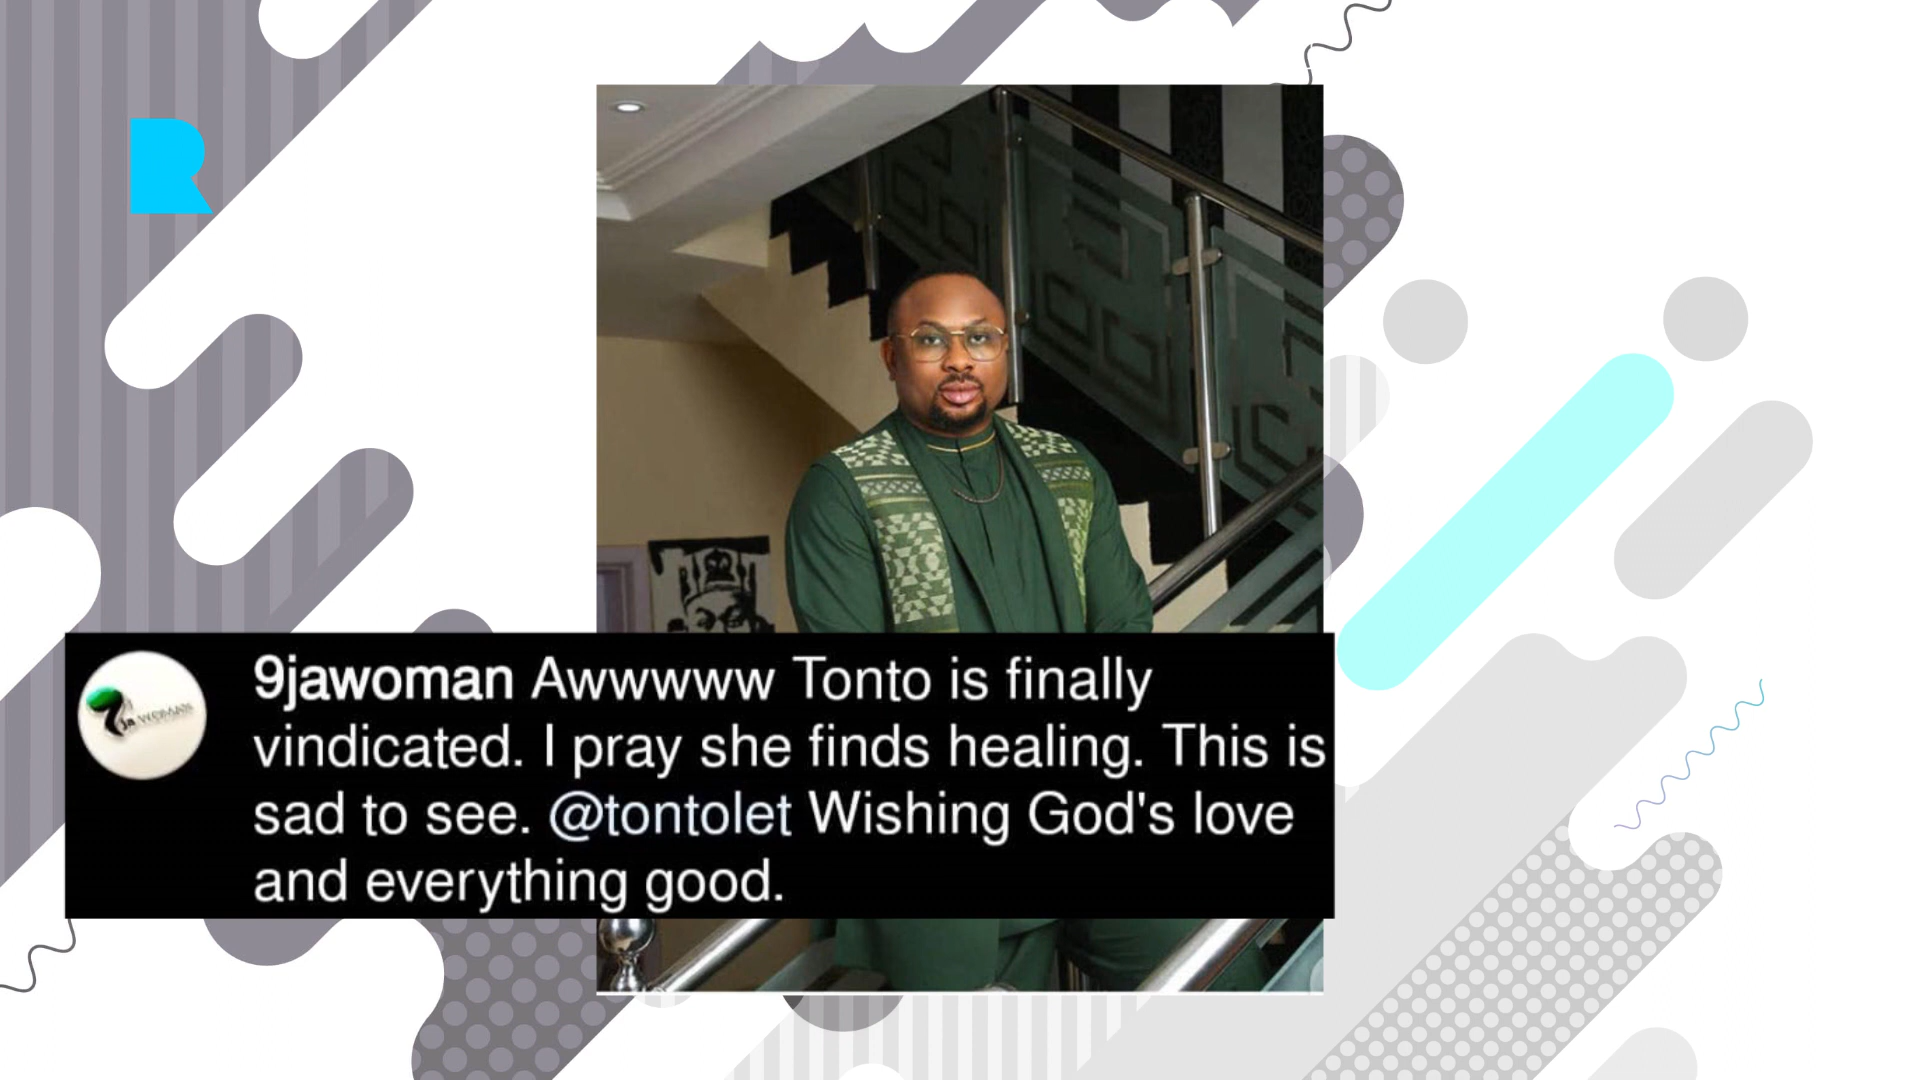 R
9jawoman Awwwww Tonto is finally
vindicated. I pray she finds healing. This is
sad to see. @tontolet Wishing God's love
and everything good.